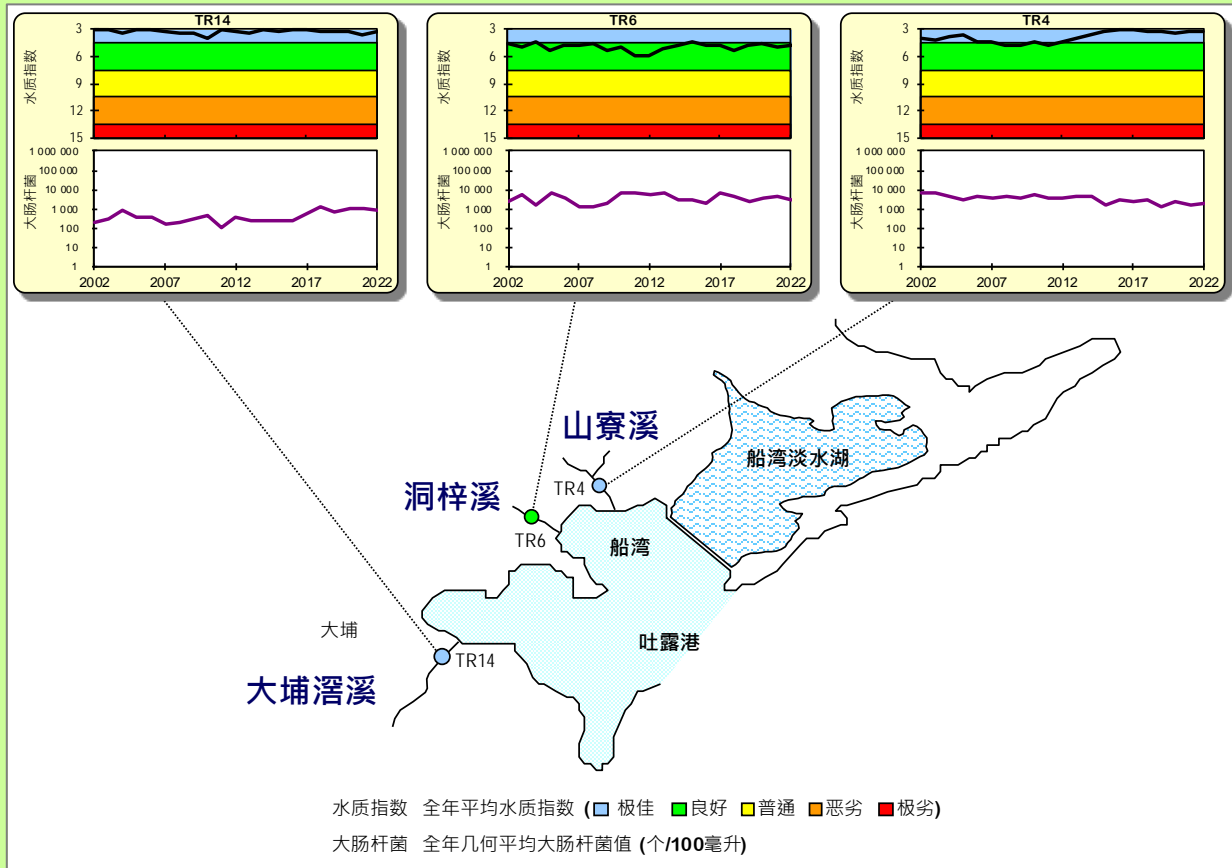 TR14
3
6
9
12
15
水质指数
1 000 000
100 000
10 000
1 000
100
10
1
大肠杆菌
2002 2007 2012 2017 2022
TR6
3
6
9
12
15
水质指数
1 000 000
100 000
10 000
1 000
100
10
1
大肠杆菌
2002 2007 2012 2017 2022
TR4
3
6
9
12
15
水质指数
1 000 000
100 000
10 000
1 000
100
10
1
大肠杆菌
2002 2007 2012 2017 2022
山寮溪
船湾淡水湖
TR4
洞梓溪
TR6
船湾
大埔
吐露港
TR14
大埔滘溪
水质指数 全年平均水质指数 (极佳 良好 普通 恶劣 极劣)
大肠杆菌 全年几何平均大肠杆菌值 (个/100毫升)